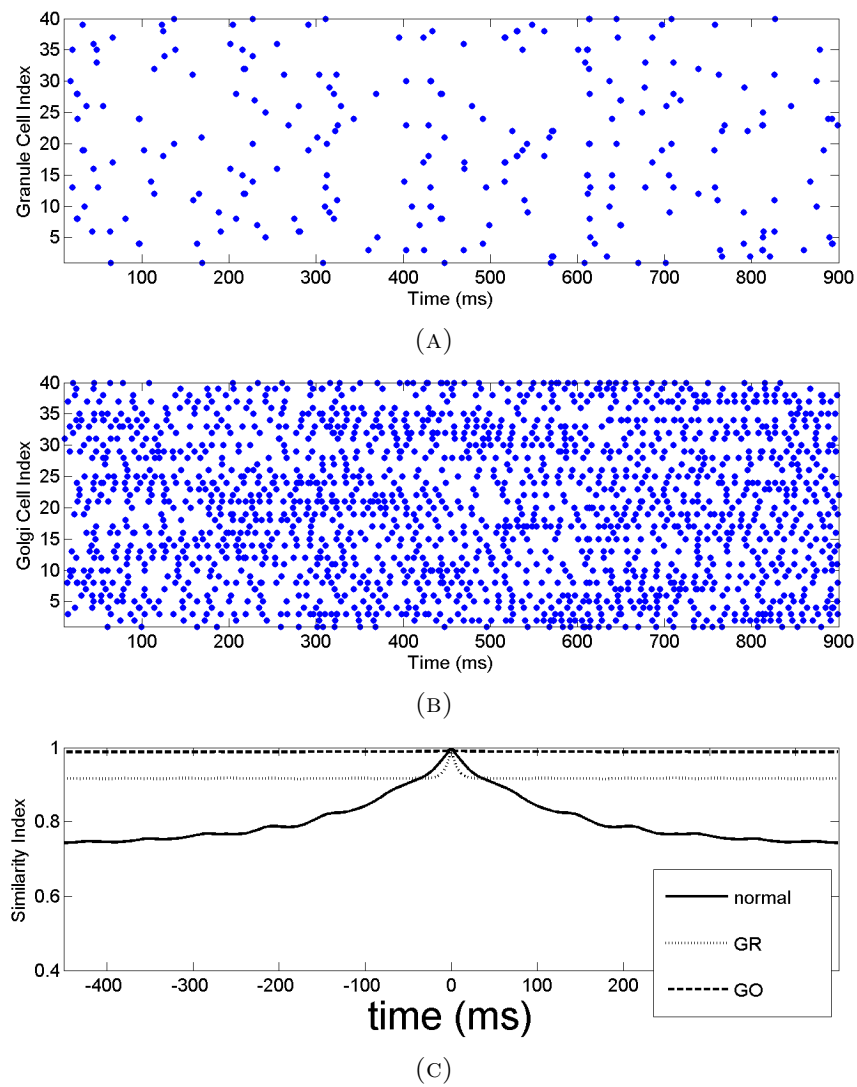 40
35
30
25
20
15
10
5
Granule Cell Index
100 200 300 400 500 600 700 800 900
Time (ms)
(A)
40
35
30
25
20
15
10
5
Golgi Cell Index
100 200 300 400 500 600 700 800 900
Time (ms)
(B)
1
0.8
0.6
0.4
Similarity Index
normal
GR
GO
-400 -300 -200 -100 0 100 200
time (ms)
(C)